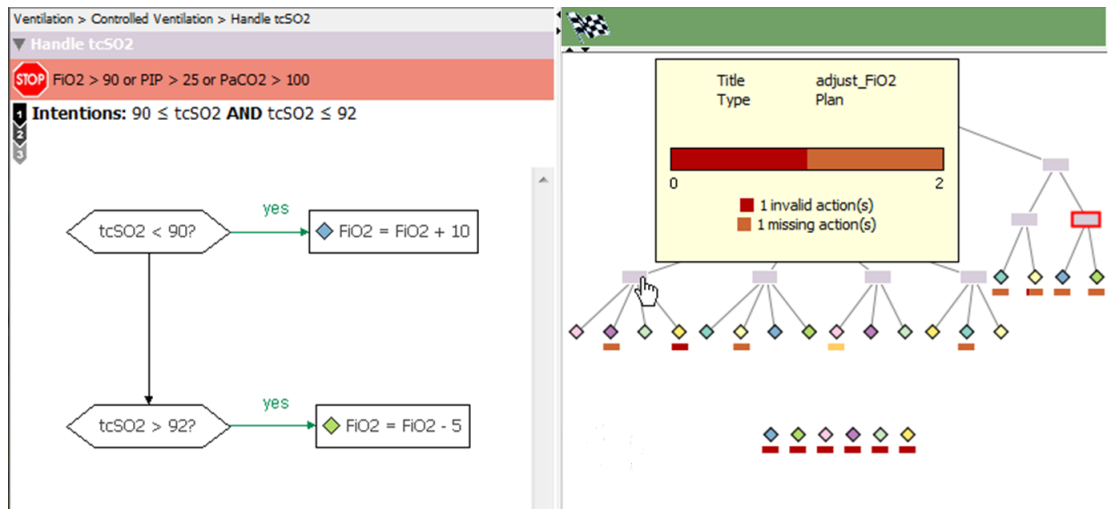 Ventilation > Controlled Ventilation > Handle tcSO2
Handle tcSO2
STOP FiO2 > 90 or PIP > 25 or PaCO2 > 100
1 Intentions: 90 ≤ tcSO2 AND tcSO2 ≤ 92
2
3
tcSO2 < 90?
yes
FiO2 = FiO2 + 10
tcSO2 > 92?
yes
FiO2 = FiO2 - 5
Title adjust_FiO2
Type Plan
0 2
1 invalid action(s)
1 missing action(s)